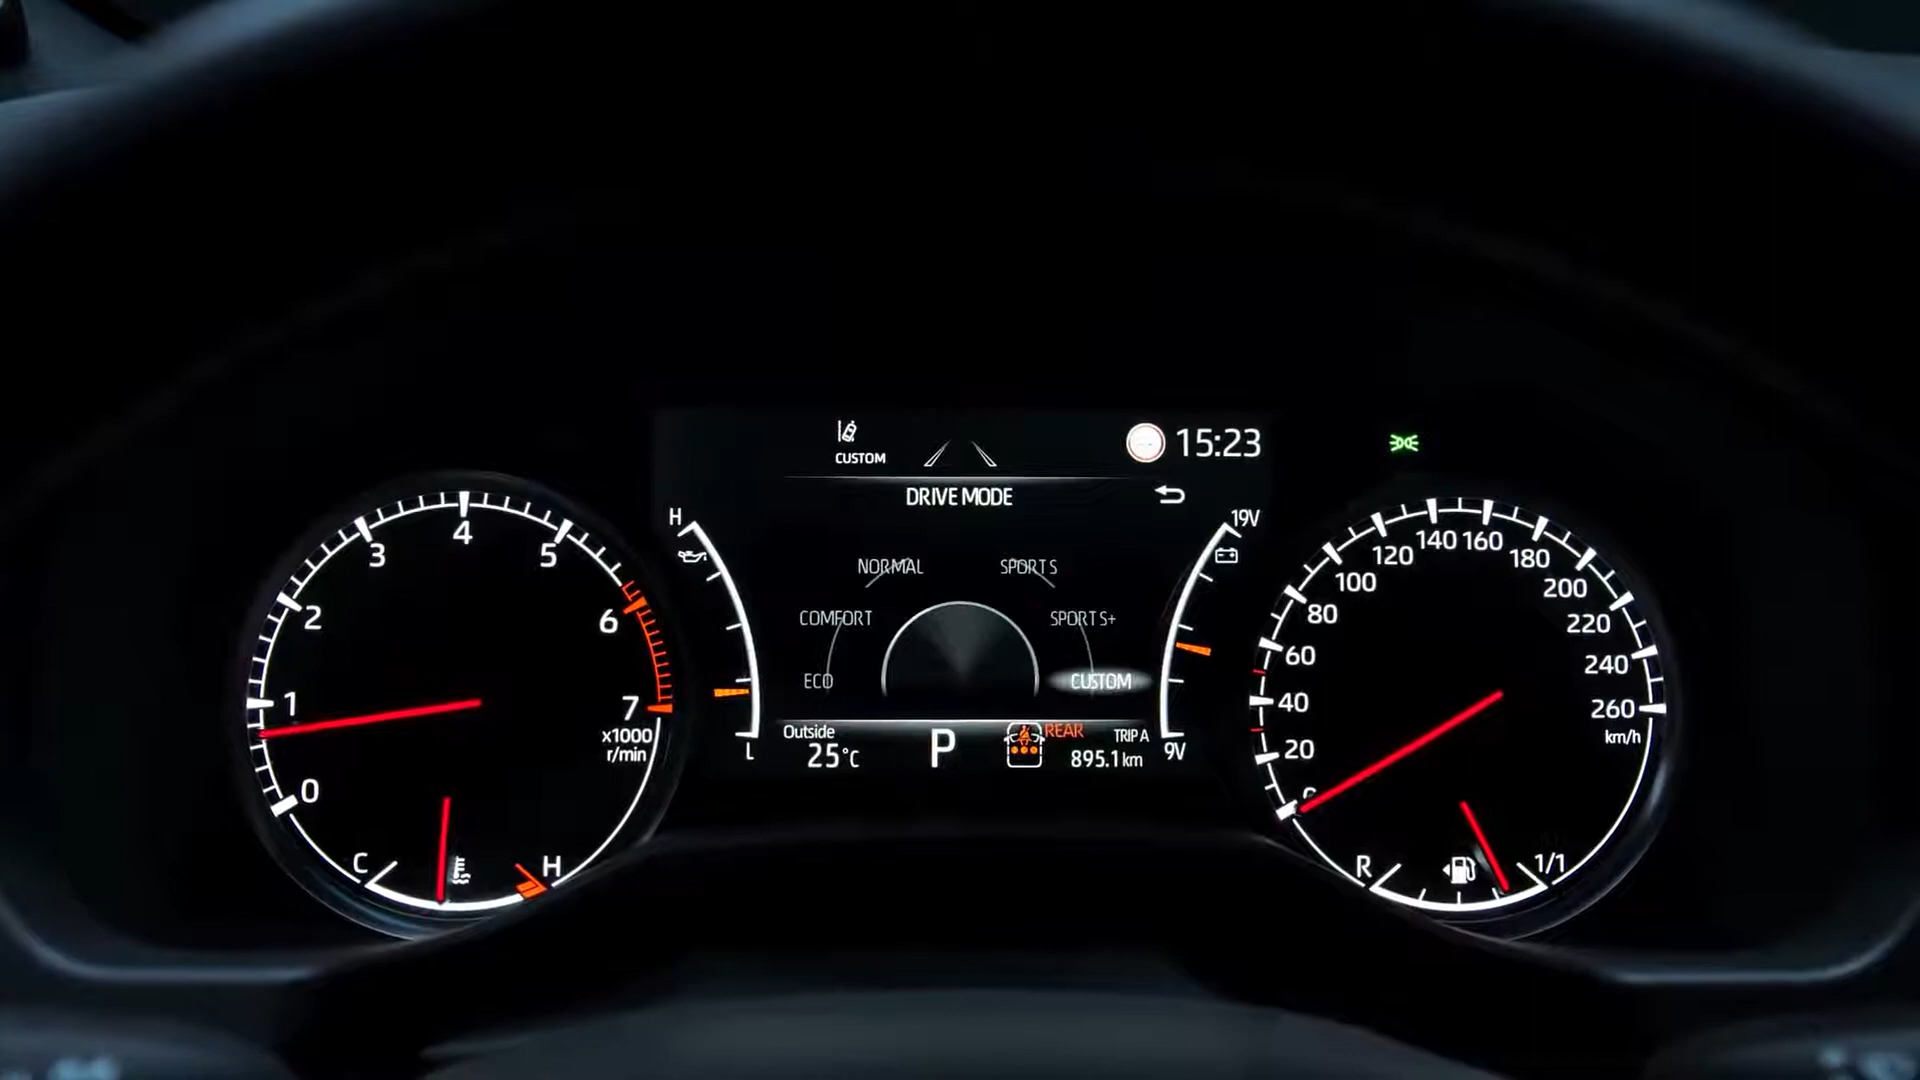 CUSTOM
15:23
DRIVE MODE
H
19V
NORMAL
SPORT S
COMFORT
SPORT S+
ECO
CUSTOM
L
9V
Outside
25°C
P
REAR
TRIP A
895.1 km
0
1
2
3
4
5
6
7
x1000
r/min
C
H
0
20
40
60
80
100
120
140
160
180
200
220
240
260
km/h
R
1/1